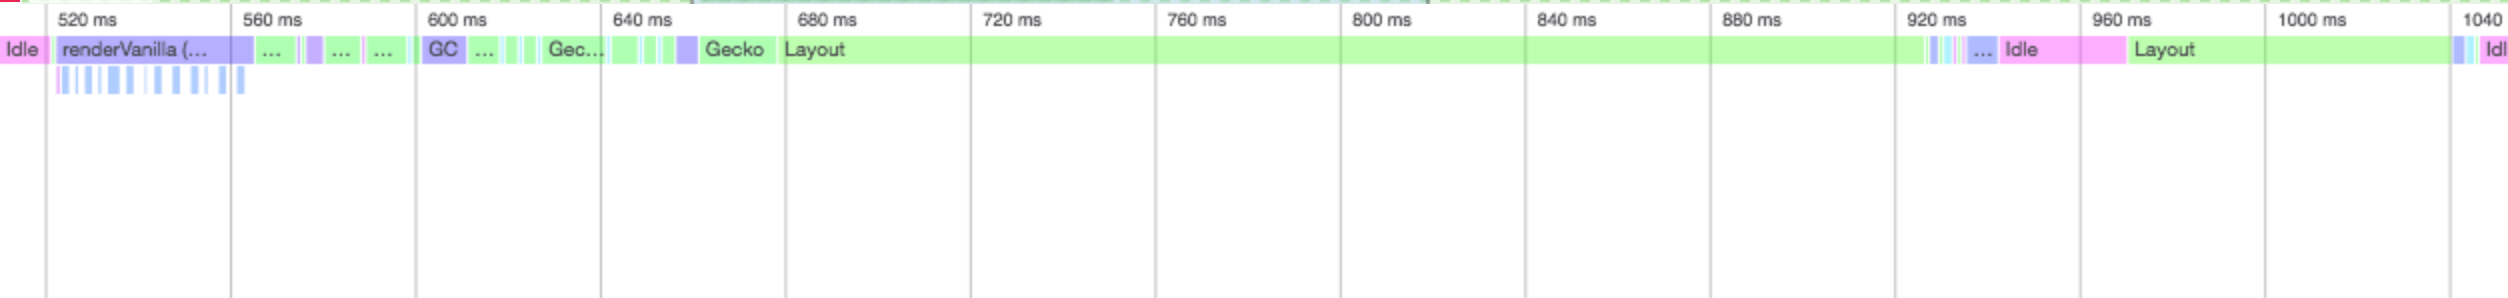 520 ms 560 ms 600 ms 640 ms 680 ms 720 ms 760 ms 800 ms 840 ms 880 ms 920 ms 960 ms 1000 ms 1040
Idle renderVanilla (... ... ... ... GC ... Gec... Gecko Layout ... Idle Layout Idl